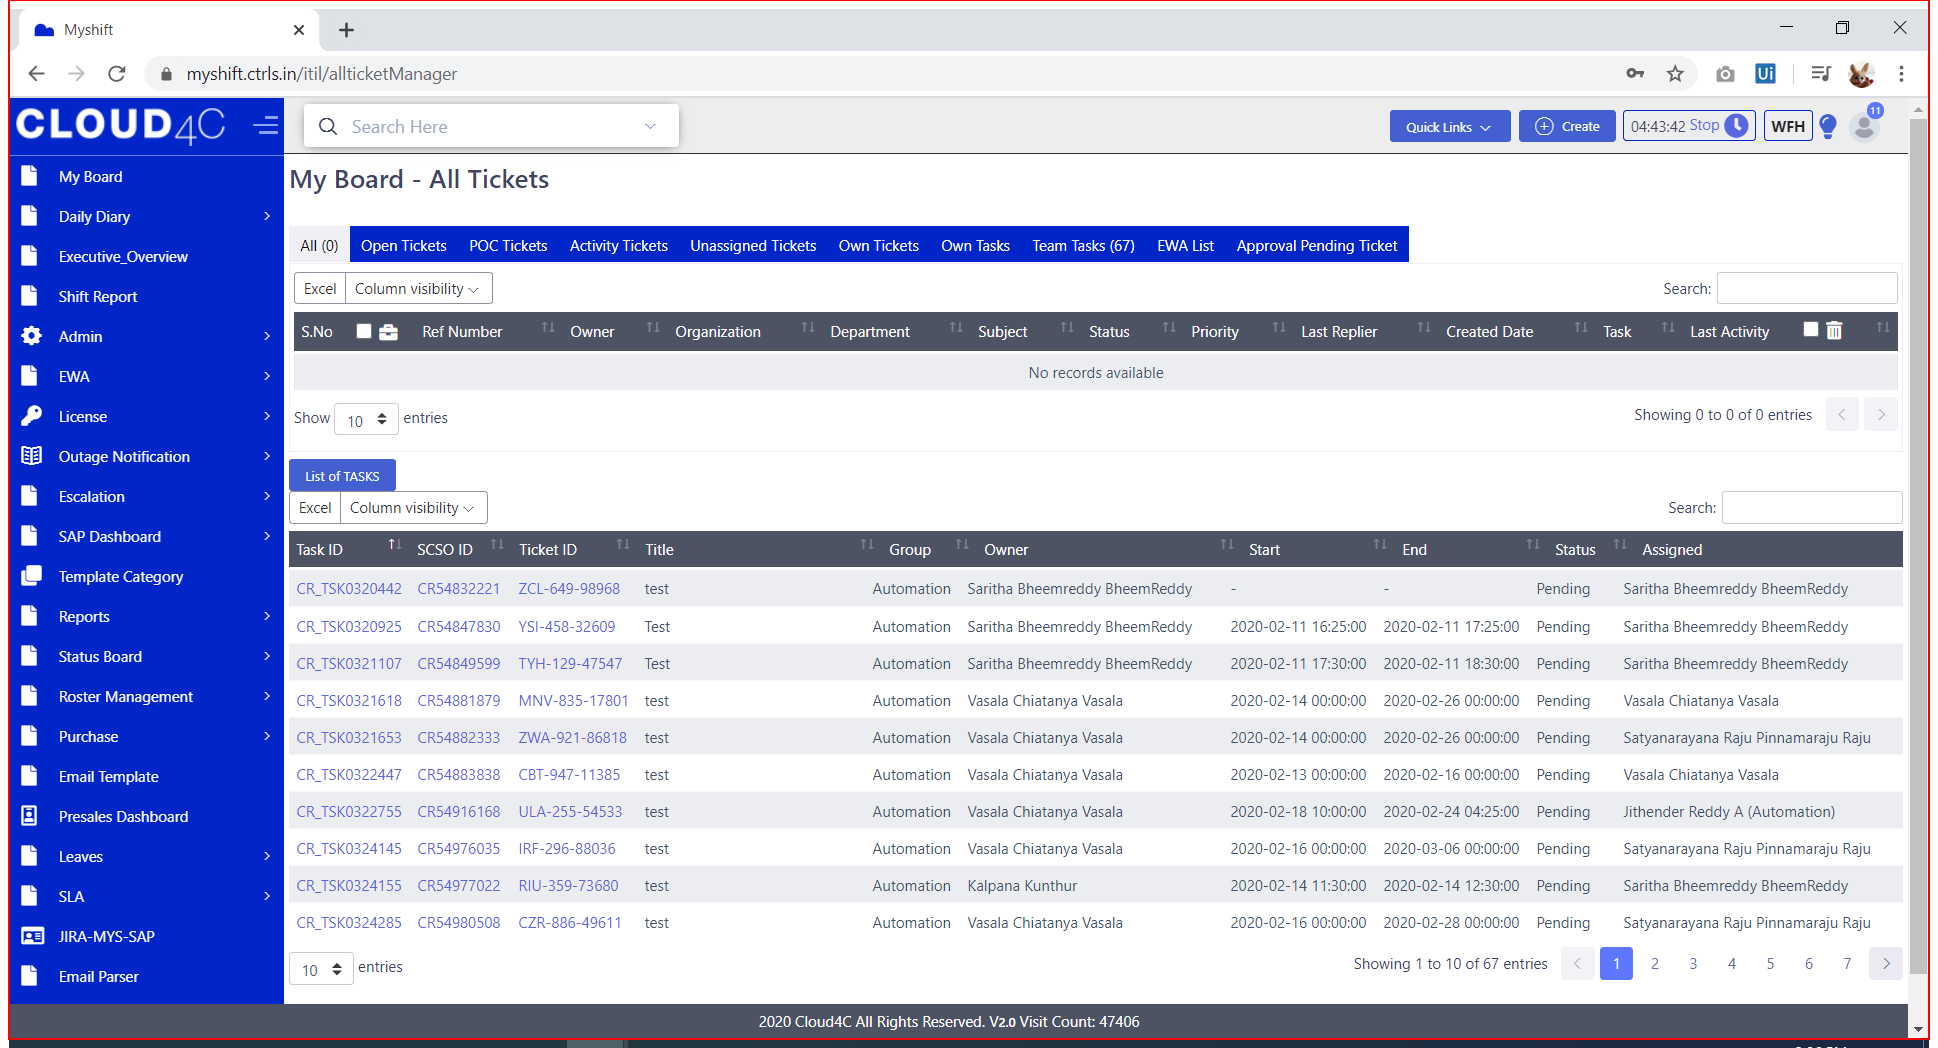 Myshift
myshift.ctrls.in/itil/allticketManager
Ui
CLOUD4C
Search Here
Quick Links
Create
04:43:42 Stop
WFH
11
My Board
Daily Diary
Executive_Overview
Shift Report
Admin
EWA
License
Outage Notification
Escalation
SAP Dashboard
Template Category
Reports
Status Board
Roster Management
Purchase
Email Template
Presales Dashboard
Leaves
SLA
JIRA-MYS-SAP
Email Parser
My Board - All Tickets
All (0) Open Tickets POC Tickets Activity Tickets Unassigned Tickets Own Tickets Own Tasks Team Tasks (67) EWA List Approval Pending Ticket
Excel Column visibility Search:
S.No Ref Number Owner Organization Department Subject Status Priority Last Replier Created Date Task Last Activity
No records available
Show 10 entries Showing 0 to 0 of 0 entries
List of TASKS
Excel Column visibility Search:
Task ID SCSO ID Ticket ID Title Group Owner Start End Status Assigned
CR_TSK0320442 CR54832221 ZCL-649-98968 test Automation Saritha Bheemreddy BheemReddy - - Pending Saritha Bheemreddy BheemReddy
CR_TSK0320925 CR54847830 YSI-458-32609 Test Automation Saritha Bheemreddy BheemReddy 2020-02-11 16:25:00 2020-02-11 17:25:00 Pending Saritha Bheemreddy BheemReddy
CR_TSK0321107 CR54849599 TYH-129-47547 Test Automation Saritha Bheemreddy BheemReddy 2020-02-11 17:30:00 2020-02-11 18:30:00 Pending Saritha Bheemreddy BheemReddy
CR_TSK0321618 CR54881879 MNV-835-17801 test Automation Vasala Chiatanya Vasala 2020-02-14 00:00:00 2020-02-26 00:00:00 Pending Vasala Chiatanya Vasala
CR_TSK0321653 CR54882333 ZWA-921-86818 test Automation Vasala Chiatanya Vasala 2020-02-14 00:00:00 2020-02-26 00:00:00 Pending Satyanarayana Raju Pinnamaraju Raju
CR_TSK0322447 CR54883838 CBT-947-11385 test Automation Vasala Chiatanya Vasala 2020-02-13 00:00:00 2020-02-16 00:00:00 Pending Vasala Chiatanya Vasala
CR_TSK0322755 CR54916168 ULA-255-54533 test Automation Vasala Chiatanya Vasala 2020-02-18 10:00:00 2020-02-24 04:25:00 Pending Jithender Reddy A (Automation)
CR_TSK0324145 CR54976035 IRF-296-88036 test Automation Vasala Chiatanya Vasala 2020-02-16 00:00:00 2020-03-06 00:00:00 Pending Satyanarayana Raju Pinnamaraju Raju
CR_TSK0324155 CR54977022 RIU-359-73680 test Automation Kalpana Kunthur 2020-02-14 11:30:00 2020-02-14 12:30:00 Pending Saritha Bheemreddy BheemReddy
CR_TSK0324285 CR54980508 CZR-886-49611 test Automation Vasala Chiatanya Vasala 2020-02-16 00:00:00 2020-02-28 00:00:00 Pending Satyanarayana Raju Pinnamaraju Raju
10 entries Showing 1 to 10 of 67 entries 1 2 3 4 5 6 7
2020 Cloud4C All Rights Reserved. V2.0 Visit Count: 47406